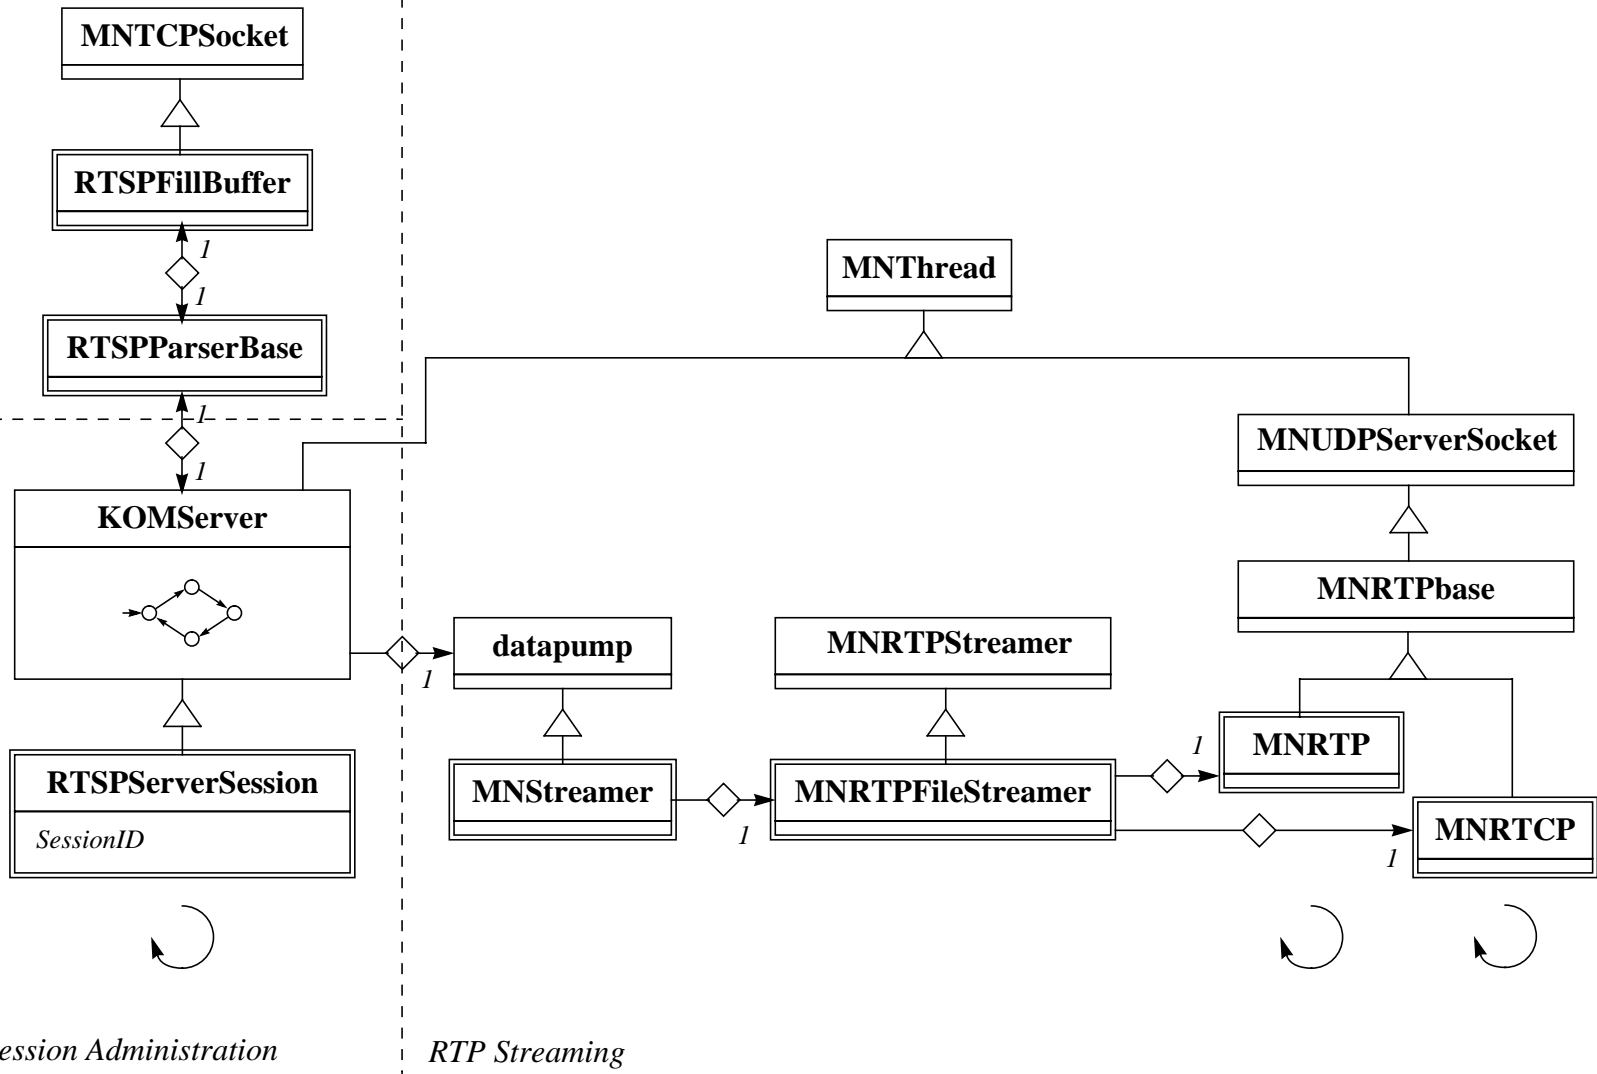 MNTCPSocket
RTSPFillBuffer
1
1
MNThread
RTSPParserBase
1
MNUDPServerSocket
1
KOMServer
MNRTPbase
datapump
MNRTPStreamer
1
1
MNRTP
RTSPServerSession
MNStreamer
MNRTPFileStreamer
SessionID
1
MNRTCP
1
ession Administration
RTP Streaming